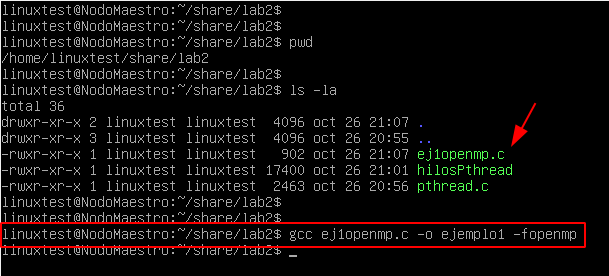 linuxtest@NodoMaestro:~/share/lab2$
linuxtest@NodoMaestro:~/share/lab2$
linuxtest@NodoMaestro:~/share/lab2$ pwd
/home/linuxtest/share/lab2
linuxtest@NodoMaestro:~/share/lab2$
linuxtest@NodoMaestro:~/share/lab2$ ls -la
total 36
drwxr-xr-x 2 linuxtest linuxtest  4096 oct 26 21:07 .
drwxr-xr-x 3 linuxtest linuxtest  4096 oct 26 20:55 ..
-rwxr-xr-x 1 linuxtest linuxtest   902 oct 26 21:07 ej1openmp.c
-rwxr-xr-x 1 linuxtest linuxtest 17400 oct 26 21:01 hilosPthread
-rwxr-xr-x 1 linuxtest linuxtest  2463 oct 26 20:56 pthread.c
linuxtest@NodoMaestro:~/share/lab2$
linuxtest@NodoMaestro:~/share/lab2$
linuxtest@NodoMaestro:~/share/lab2$ gcc ej1openmp.c -o ejemplo1 -fopenmp
linuxtest@NodoMaestro:~/share/lab2$ _